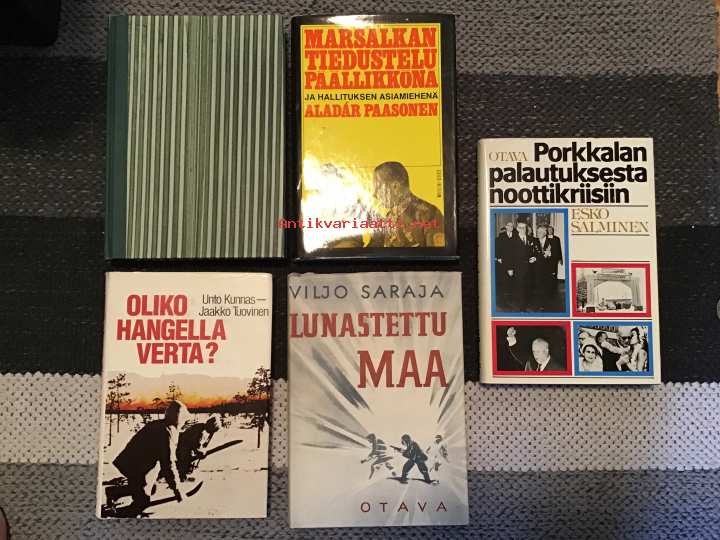 MARSALKAN
TIEDUSTELU
PÄÄLLIKKÖNÄ
JA HALLITUKSEN ASIAMIEHENÄ
ALADÁR PAASONEN
Antikvariaatti.net
OTAVA
Porkkalan
palautuksesta
noottikriisiin
ESKO
SALMINEN
OLIKO
HANGELLA
VERTA?
Unto Kunnas—
Jaakko Tuovinen
VILJO SARAJA
LUNASTETTU
MAA
OTAVA